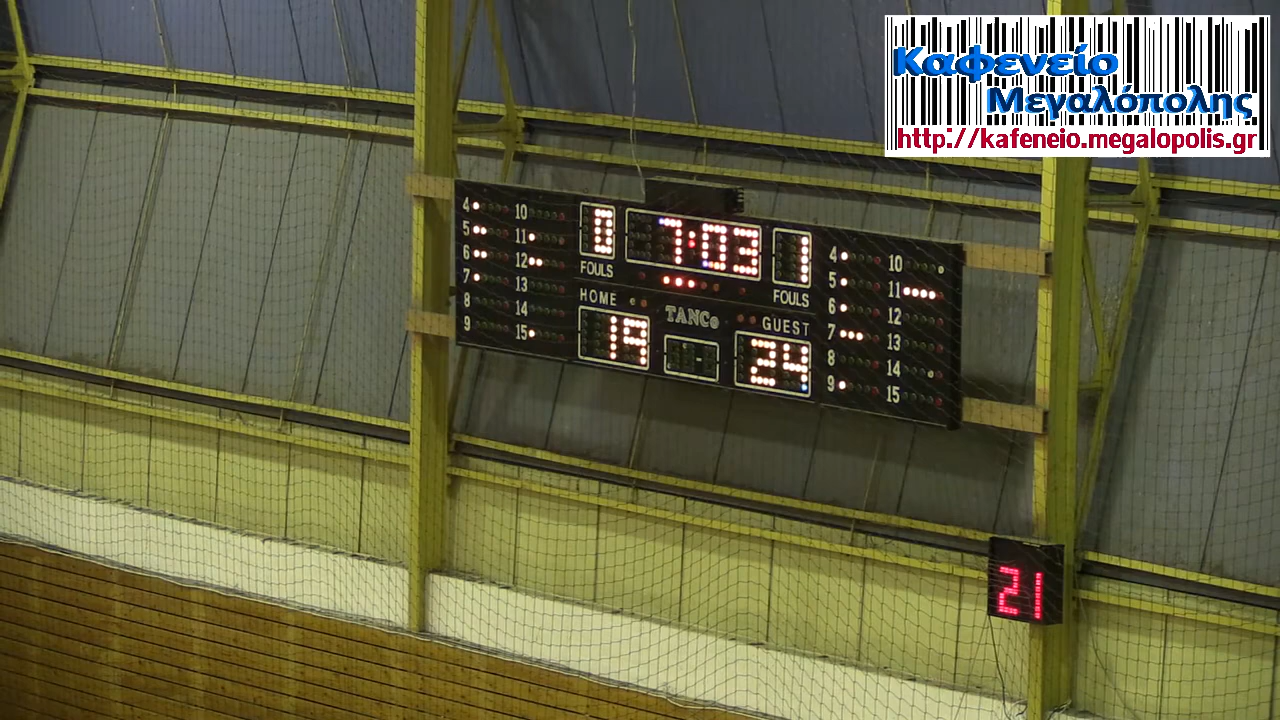 Καφενείο
Μεγαλόπολης
http://kafeneio.megalopolis.gr
4 10 0 7:03 1 4 10
5 11 5 11
6 12 FOULS FOULS 6 12
7 13 HOME TANCo GUEST 7 13
8 14 19 24 8 14
9 15 9 15
21